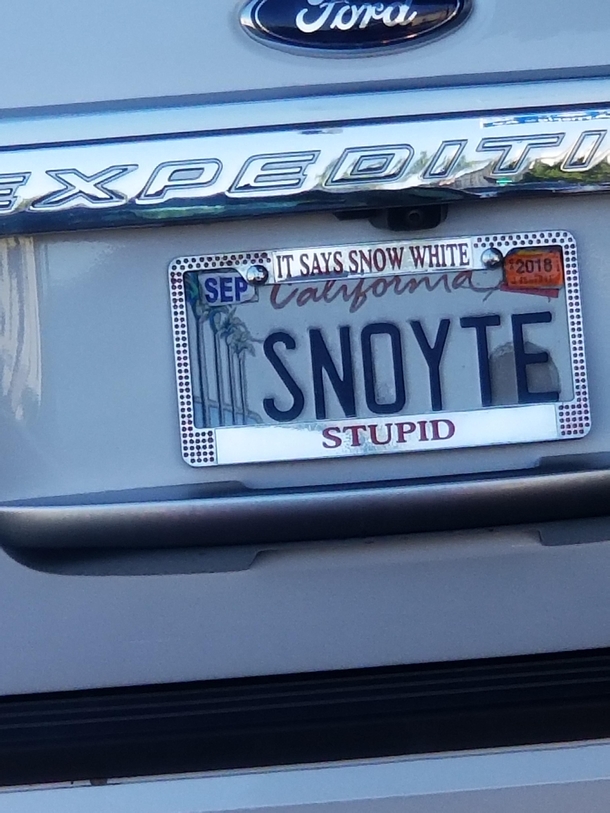 Ford
EXPEDITI
IT SAYS SNOW WHITE
SEP
California
2018
SNOYTE
STUPID